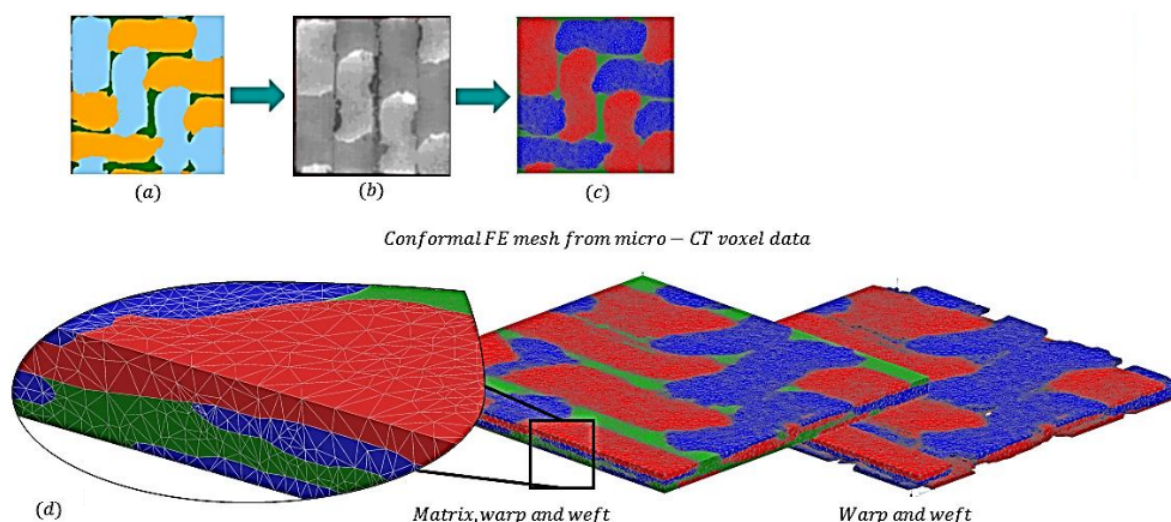 (a)
(b)
(c)
Conformal FE mesh from micro − CT voxel data
(d)
Matrix,warp and weft
Warp and weft